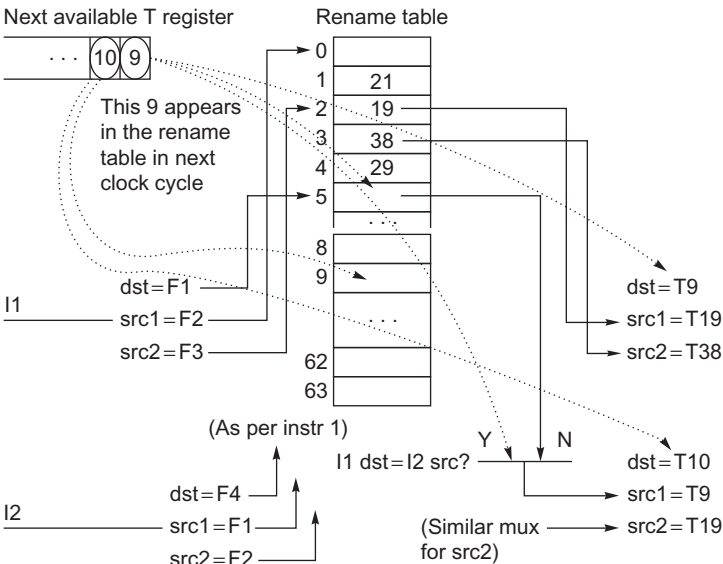 Next available T register
Rename table
· · · 10 9
This 9 appears
in the rename
table in next
clock cycle
0
1 21
2 19
3 38
4 29
5
· · ·
8
9
· · ·
62
63
I1
dst=F1
src1=F2
src2=F3
dst=T9
src1=T19
src2=T38
(As per instr 1)
I2
dst=F4
src1=F1
src2=F2
Y N
I1 dst=I2 src?
(Similar mux
for src2)
dst=T10
src1=T9
src2=T19